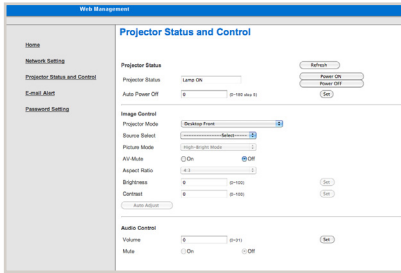 Web Management
Projector Status and Control
Home
Network Setting
Projector Status and Control
E-mail Alert
Password Setting
Projector Status
Refresh
Projector Status
Lamp ON
Power ON
Power OFF
Auto Power Off
0
(0~180 step 5)
Set
Image Control
Projector Mode
Desktop Front
Source Select
Select
Picture Mode
High-Bright Mode
AV-Mute
On
Off
Aspect Ratio
4:3
Brightness
0
(0~100)
Set
Contrast
0
(0~100)
Set
Auto Adjust
Audio Control
Volume
0
(0~31)
Set
Mute
On
Off